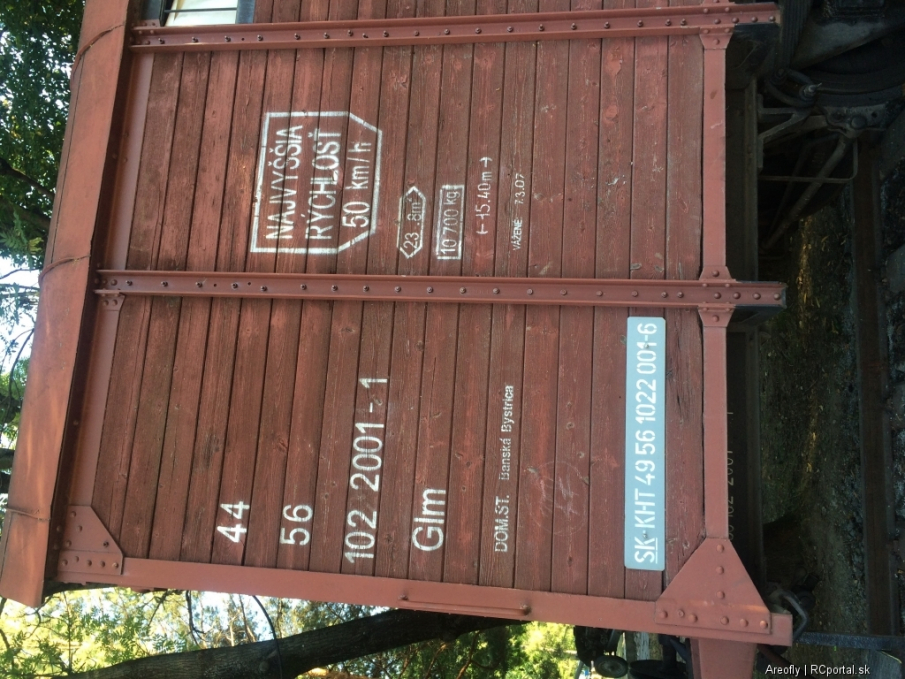 44
56
102 2001-1
Glm
DOM.ST. Banská Bystrica
SK-KHT 49 56 1022 001-6
NAJVYŠŠIA
RÝCHLOSŤ
50 km/h
23.8m²
10 700 kg
←15.40m→
VÁŽENÉ 7.3.07
Areofly | RCportal.sk